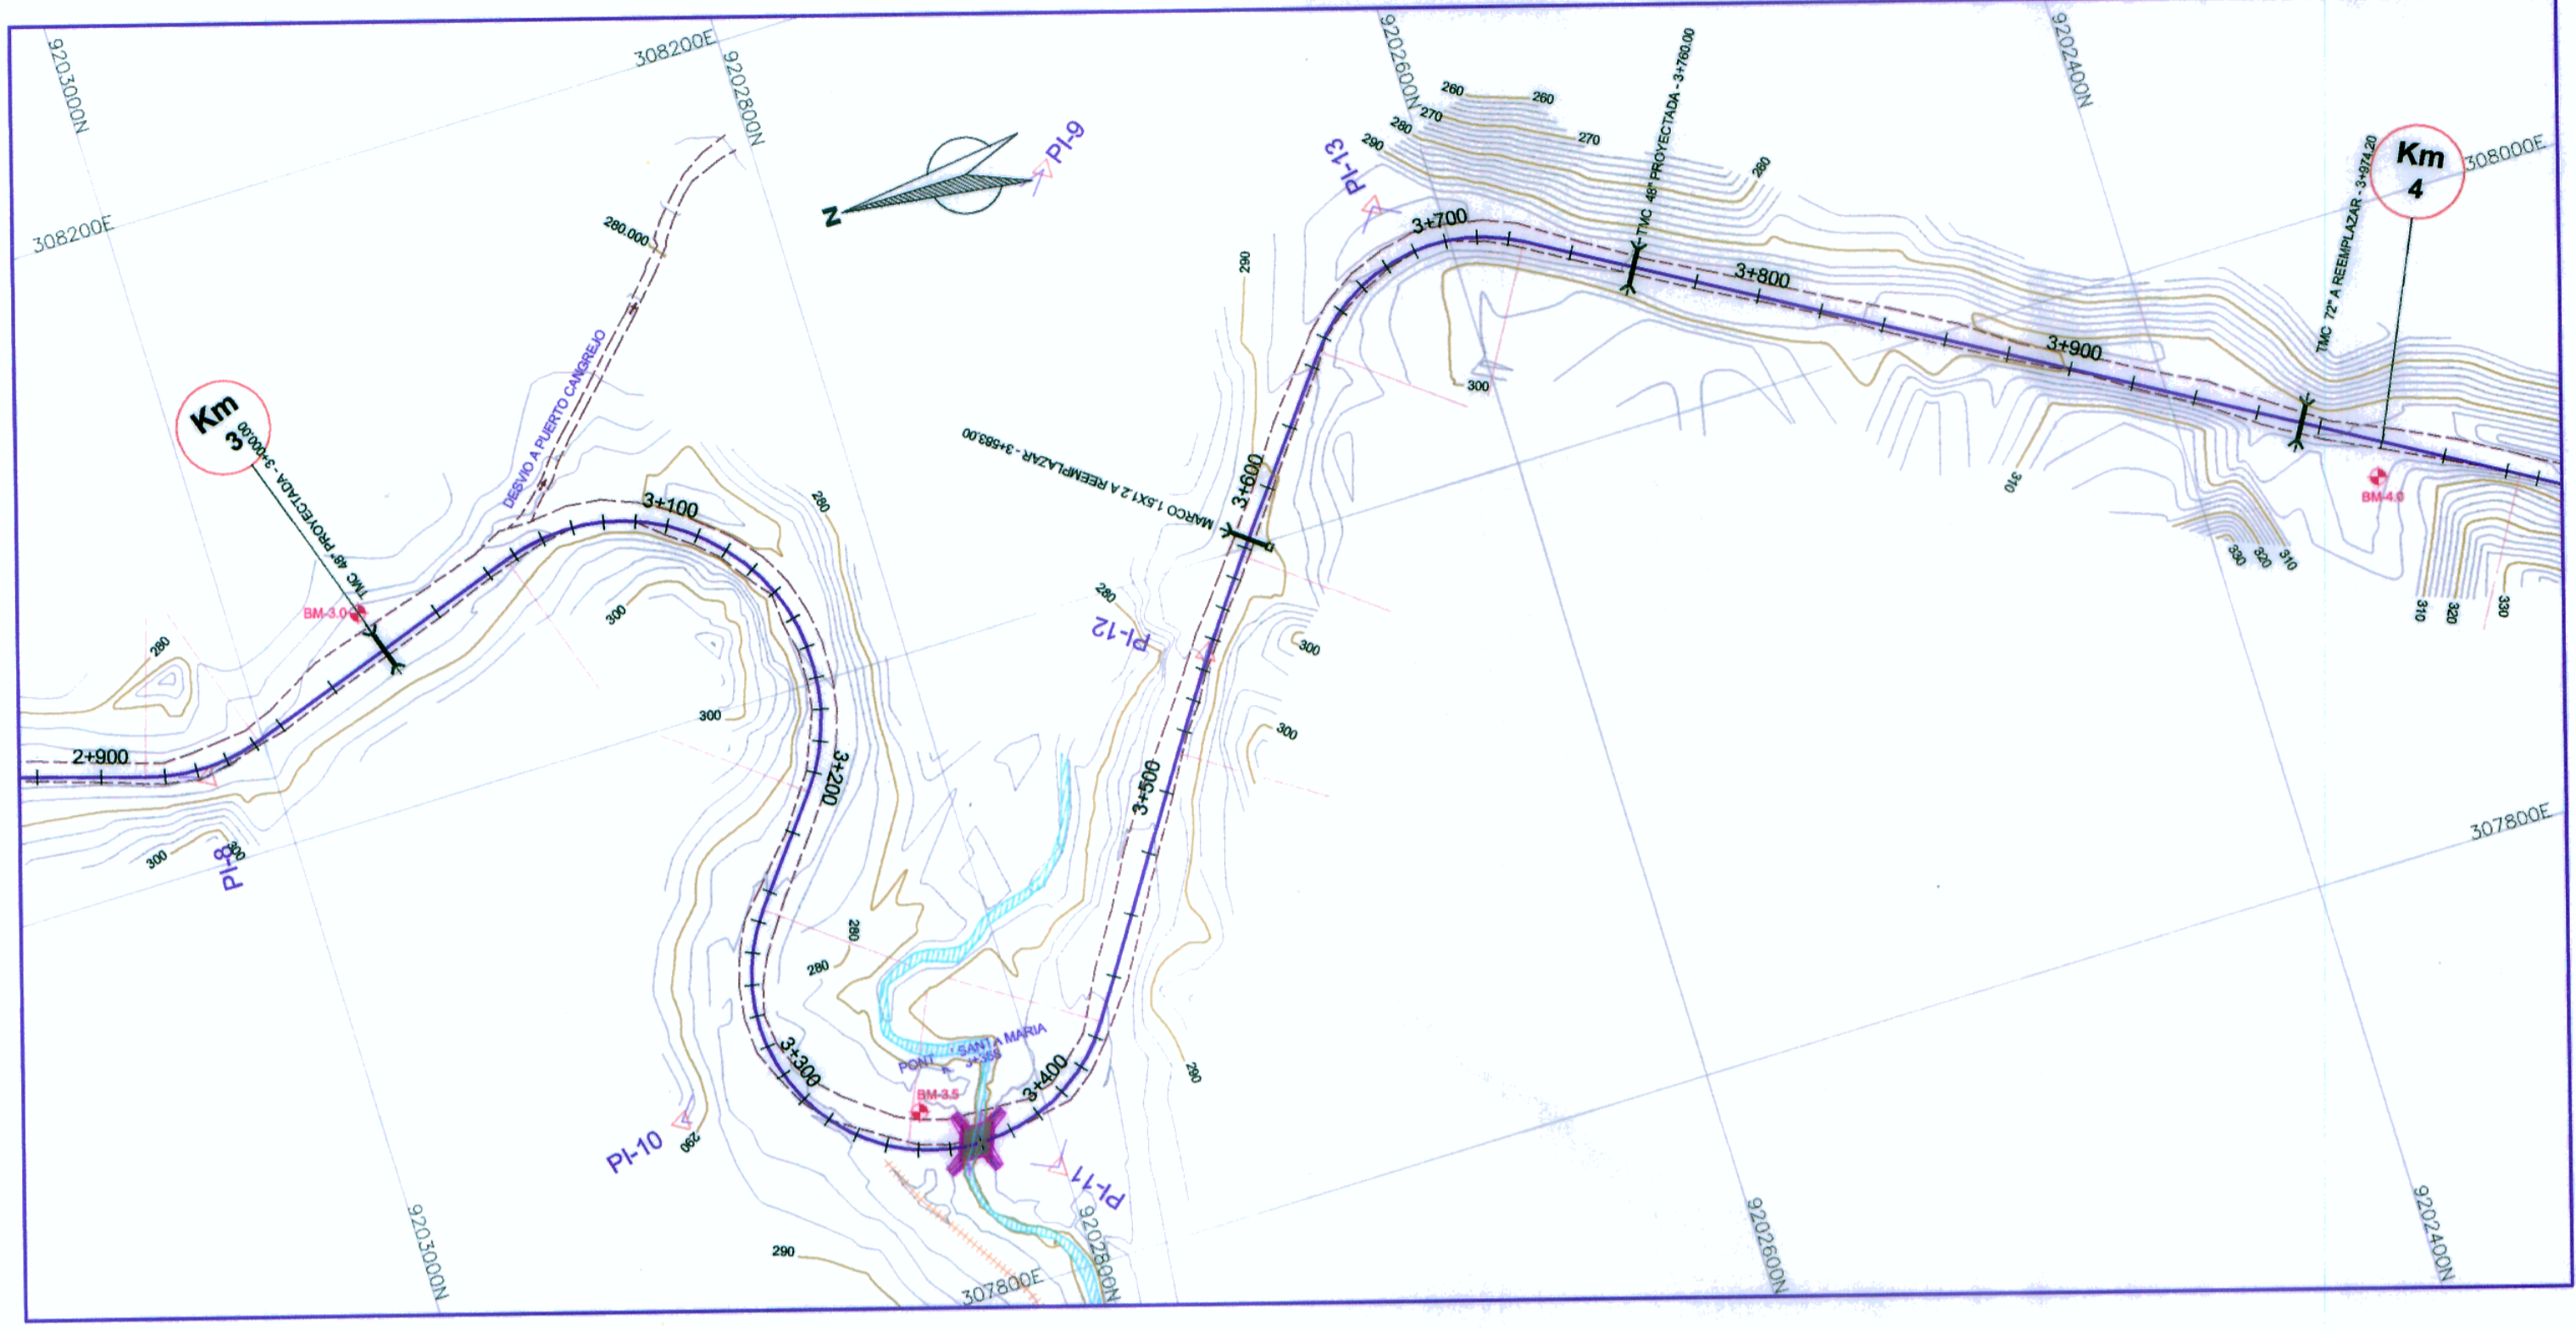 9203000N
308200E
9202800N
9202600N
9202400N
308200E
N
PI-9
PI-13
260
260
270
270
280
290
280
TMC 48" PROYECTADA - 3+760.00
TMC 72" A REEMPLAZAR - 3+974.20
Km
4
308000E
280.000
DESVIO A PUERTO CANGREJO
3+700
3+800
3+900
290
300
310
BM-4.0
330
320
310
310
320
330
Km
3
TMC 48" PROYECTADA - 3+000.00
BM-3.0
3+100
280
300
300
280
2+900
300
300
PI-8
3+200
MARCO 1.5X1.2 A REEMPLAZAR - 3+583.00
3+600
280
PI-12
300
300
3+500
307800E
280
280
3+300
PI-10
290
PONT SANTA MARIA
3+368
BM-3.5
3+400
290
PI-11
290
9203000N
307800E
9202800N
9202600N
9202400N